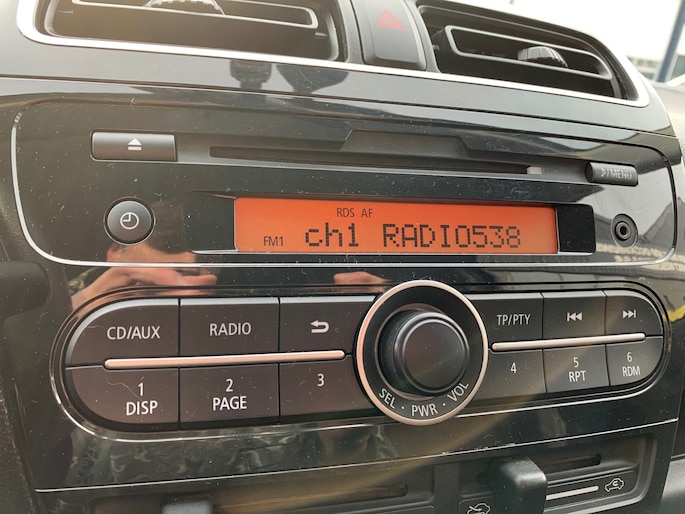 ♪/MENU
RDS AF
FM1 ch1 RADIO538
CD/AUX RADIO TP/PTY
1 DISP
2 PAGE
3
4
5 RPT
6 RDM
SEL · PWR · VOL